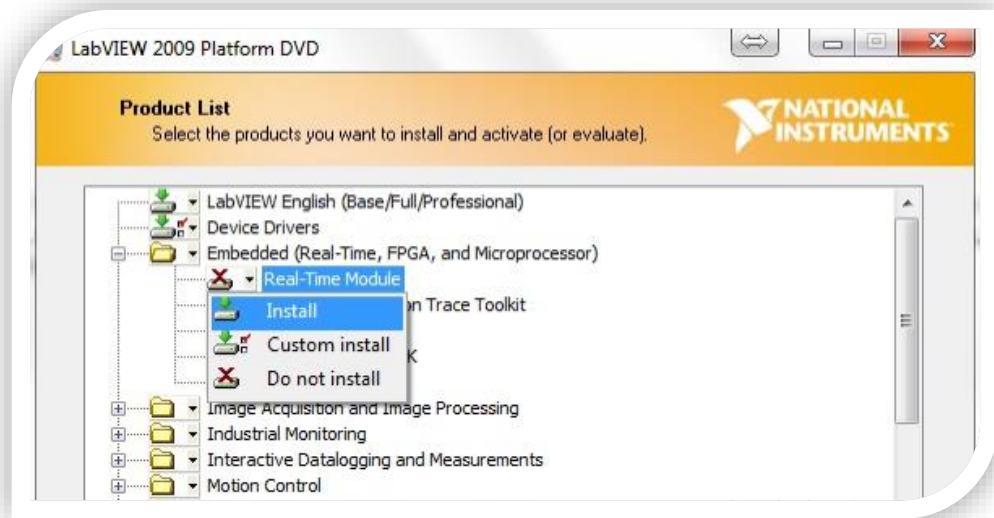 LabVIEW 2009 Platform DVD
Product List
Select the products you want to install and activate (or evaluate).
NATIONAL
INSTRUMENTS
LabVIEW English (Base/Full/Professional)
Device Drivers
Embedded (Real-Time, FPGA, and Microprocessor)
Real-Time Module
Install
Trace Toolkit
Custom install
K
Do not install
Image Acquisition and Image Processing
Industrial Monitoring
Interactive Datalogging and Measurements
Motion Control